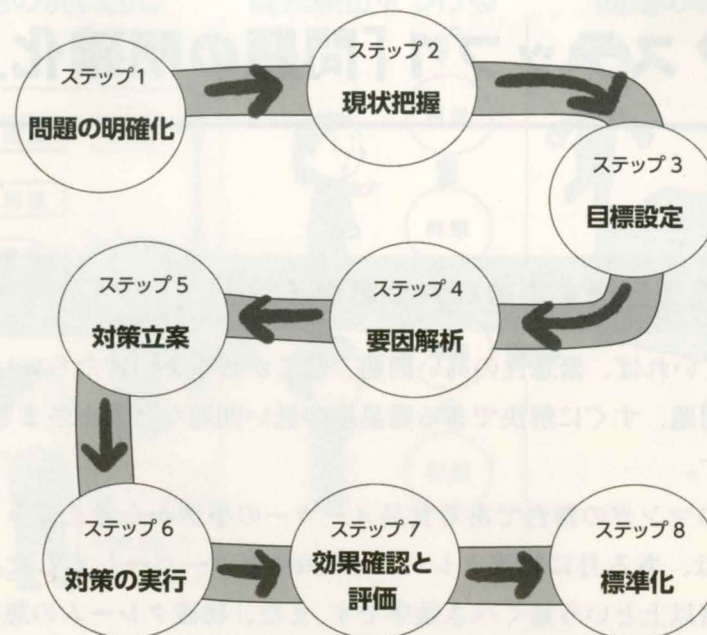 ステップ1
問題の明確化
ステップ2
現状把握
ステップ3
目標設定
ステップ4
要因解析
ステップ5
対策立案
ステップ6
対策の実行
ステップ7
効果確認と
評価
ステップ8
標準化